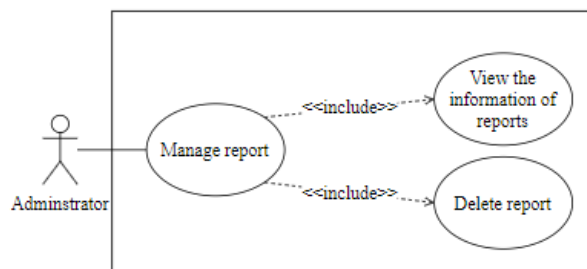 View the
information of
reports
<<include>>
Manage report
Adminstrator
<<include>>
Delete report